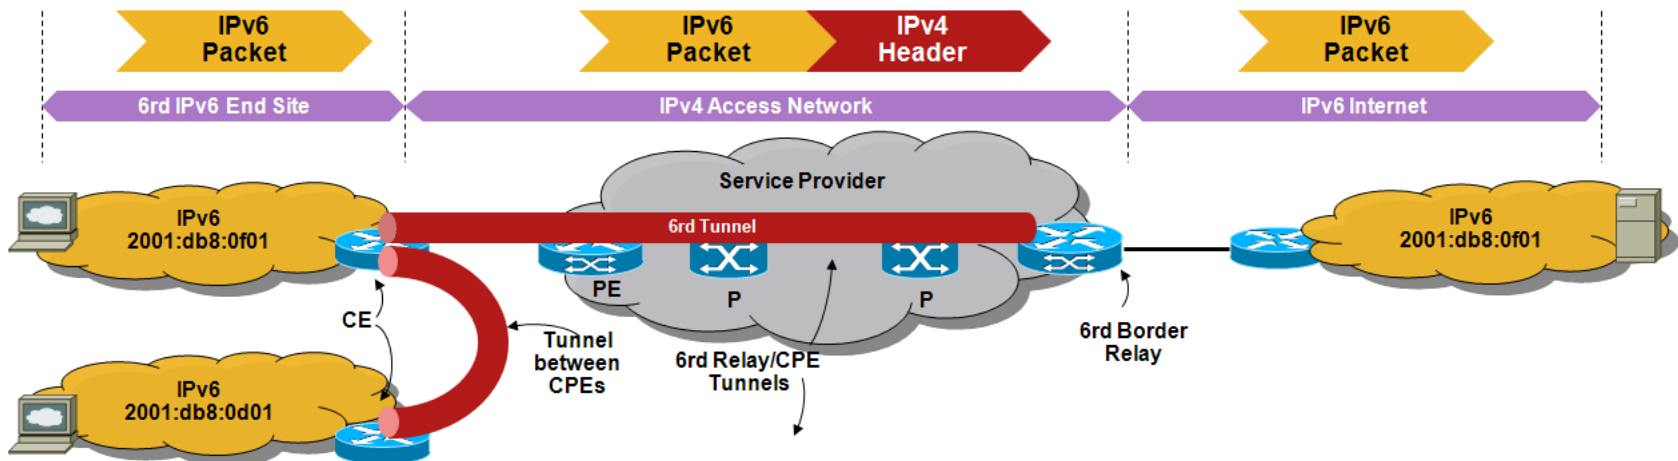 IPv6
Packet
IPv6
Packet
IPv4
Header
IPv6
Packet
6rd IPv6 End Site
IPv4 Access Network
IPv6 Internet
Service Provider
IPv6
2001:db8:0f01
6rd Tunnel
IPv6
2001:db8:0f01
PE
P
P
CE
Tunnel
between
CPEs
6rd Relay/CPE
Tunnels
6rd Border
Relay
IPv6
2001:db8:0d01